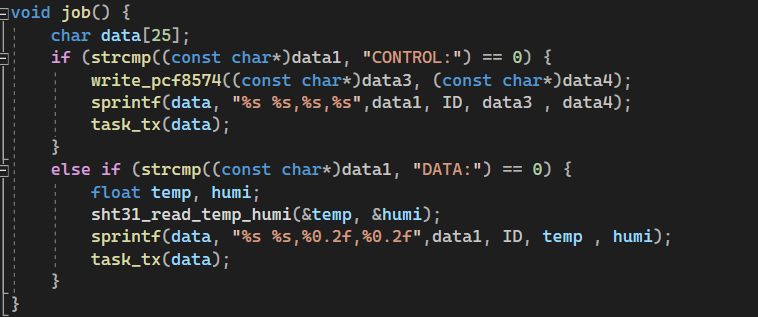 void job() {
    char data[25];
    if (strcmp((const char*)data1, "CONTROL:") == 0) {
        write_pcf8574((const char*)data3, (const char*)data4);
        sprintf(data, "%s %s,%s,%s",data1, ID, data3 , data4);
        task_tx(data);
    }
    else if (strcmp((const char*)data1, "DATA:") == 0) {
        float temp, humi;
        sht31_read_temp_humi(&temp, &humi);
        sprintf(data, "%s %s,%0.2f,%0.2f",data1, ID, temp , humi);
        task_tx(data);
    }
}